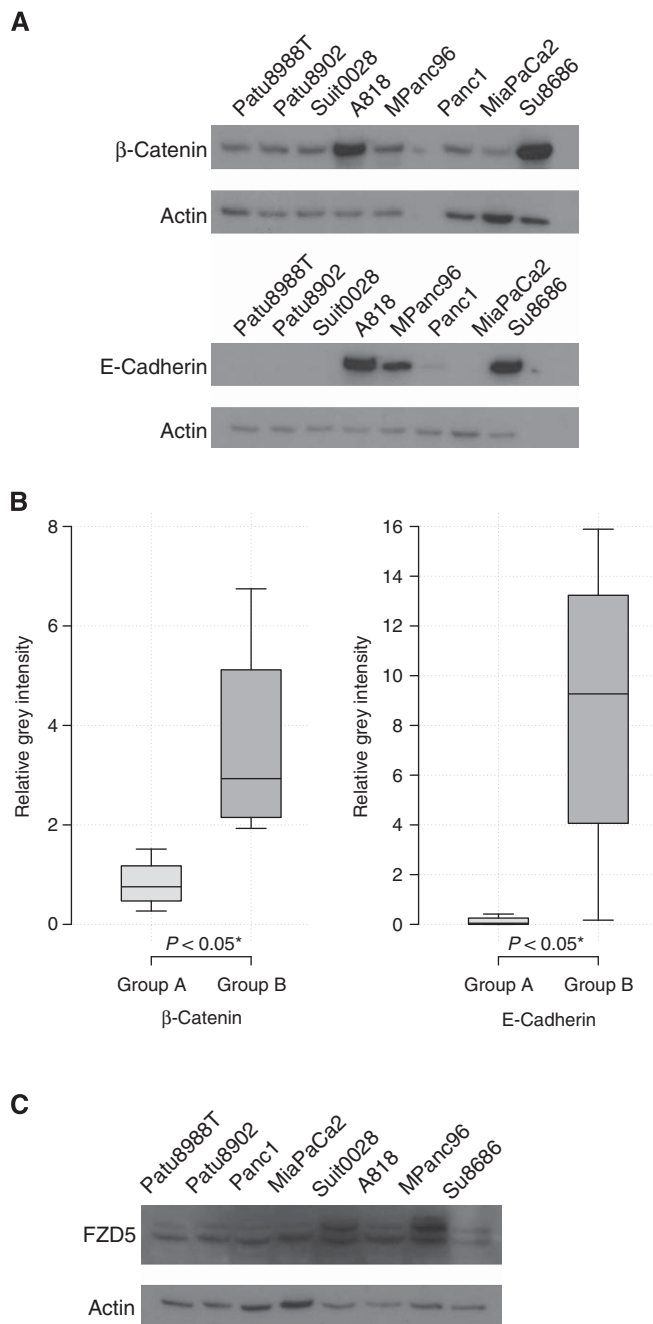 A
Patu8988T Patu8902 Suit0028 A818 MPanc96 Panc1 MiaPaCa2 Su8686
β-Catenin
Actin
Patu8988T Patu8902 Suit0028 A818 MPanc96 Panc1 MiaPaCa2 Su8686
E-Cadherin
Actin
B
8
6
4
2
0
Relative grey intensity
P < 0.05*
Group A Group B
β-Catenin
16
14
12
10
8
6
4
2
0
Relative grey intensity
P < 0.05*
Group A Group B
E-Cadherin
C
Patu8988T Patu8902 Panc1 MiaPaCa2 Suit0028 A818 MPanc96 Su8686
FZD5
Actin